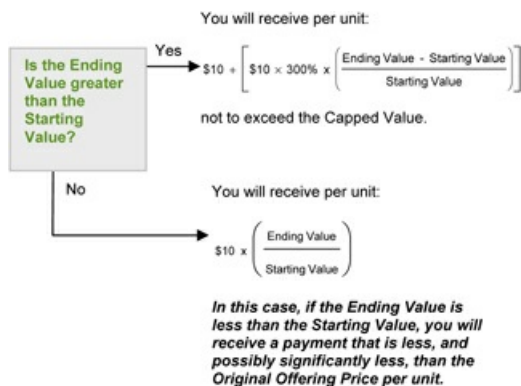 You will receive per unit:
Is the Ending
Value greater
than the
Starting
Value?
Yes
$10 + [ $10 × 300% x ( Ending Value - Starting Value
Starting Value ) ]
not to exceed the Capped Value.
No
You will receive per unit:
$10 x ( Ending Value
Starting Value )
In this case, if the Ending Value is
less than the Starting Value, you will
receive a payment that is less, and
possibly significantly less, than the
Original Offering Price per unit.